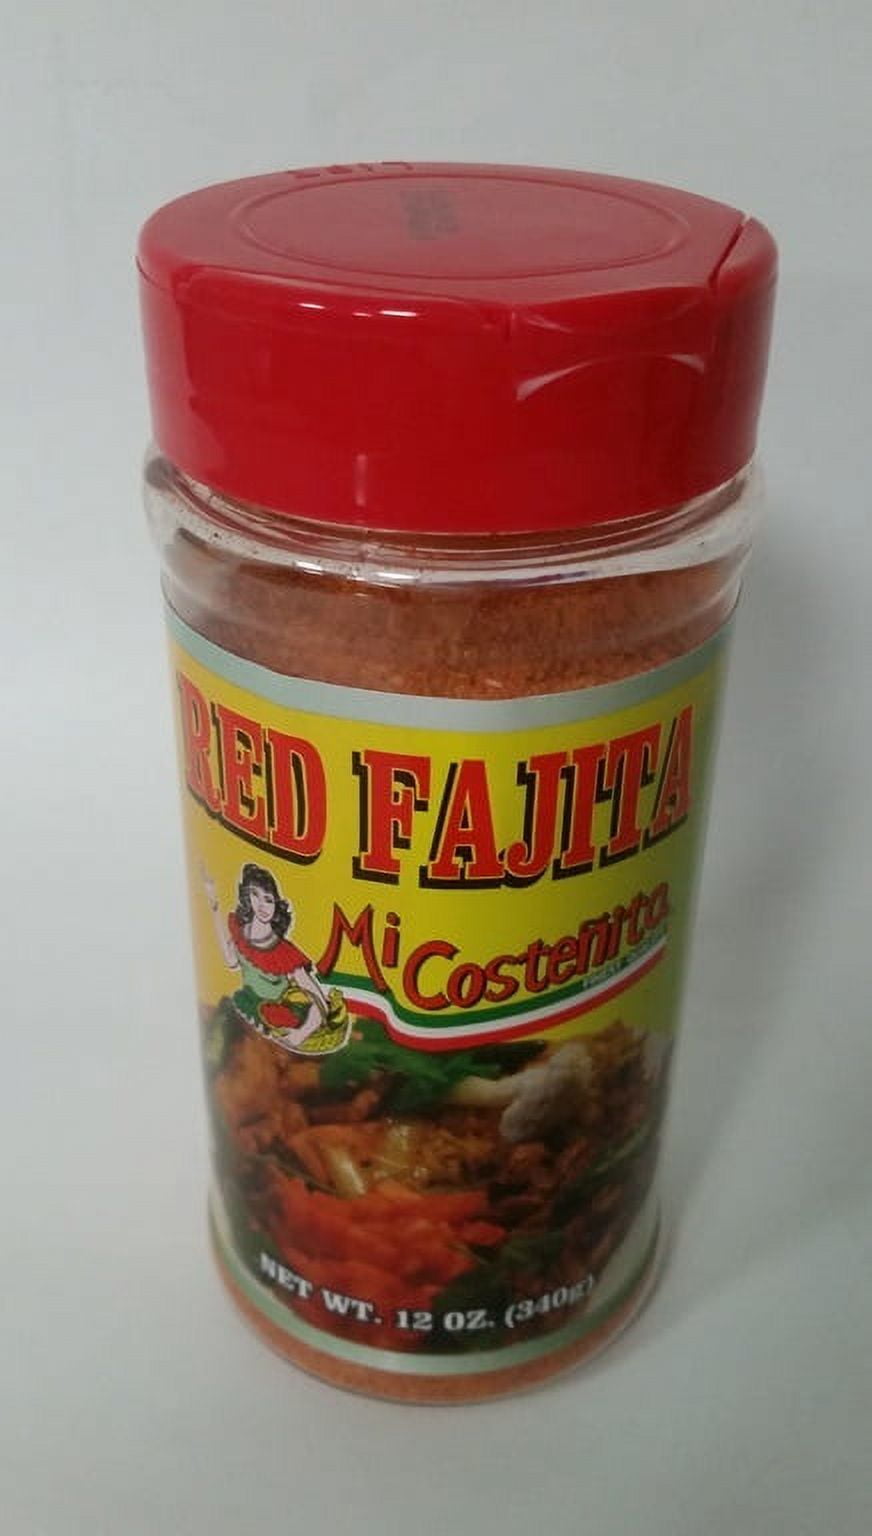 RED FAJITA
Mi Costeñita
NET WT. 12 OZ. (340g)